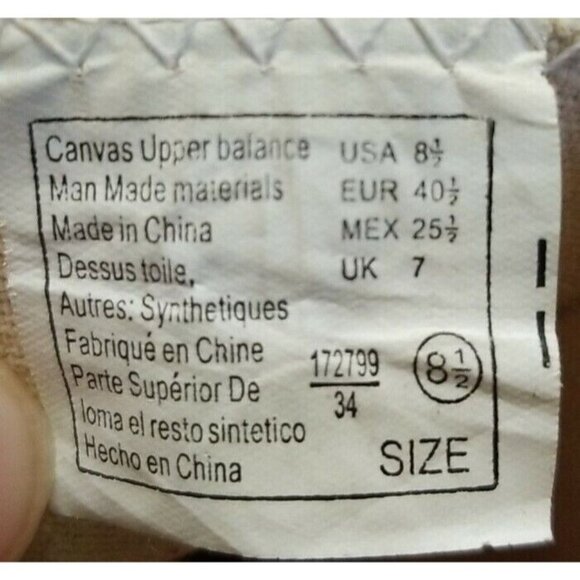 Canvas Upper balance USA 8½
Man Made materials EUR 40½
Made in China MEX 25½
Dessus toile, UK 7
Autres: Synthetiques
Fabriqué en Chine
172799
34
8½
Parte Supérior De
loma el resto sintetico
Hecho en China
SIZE